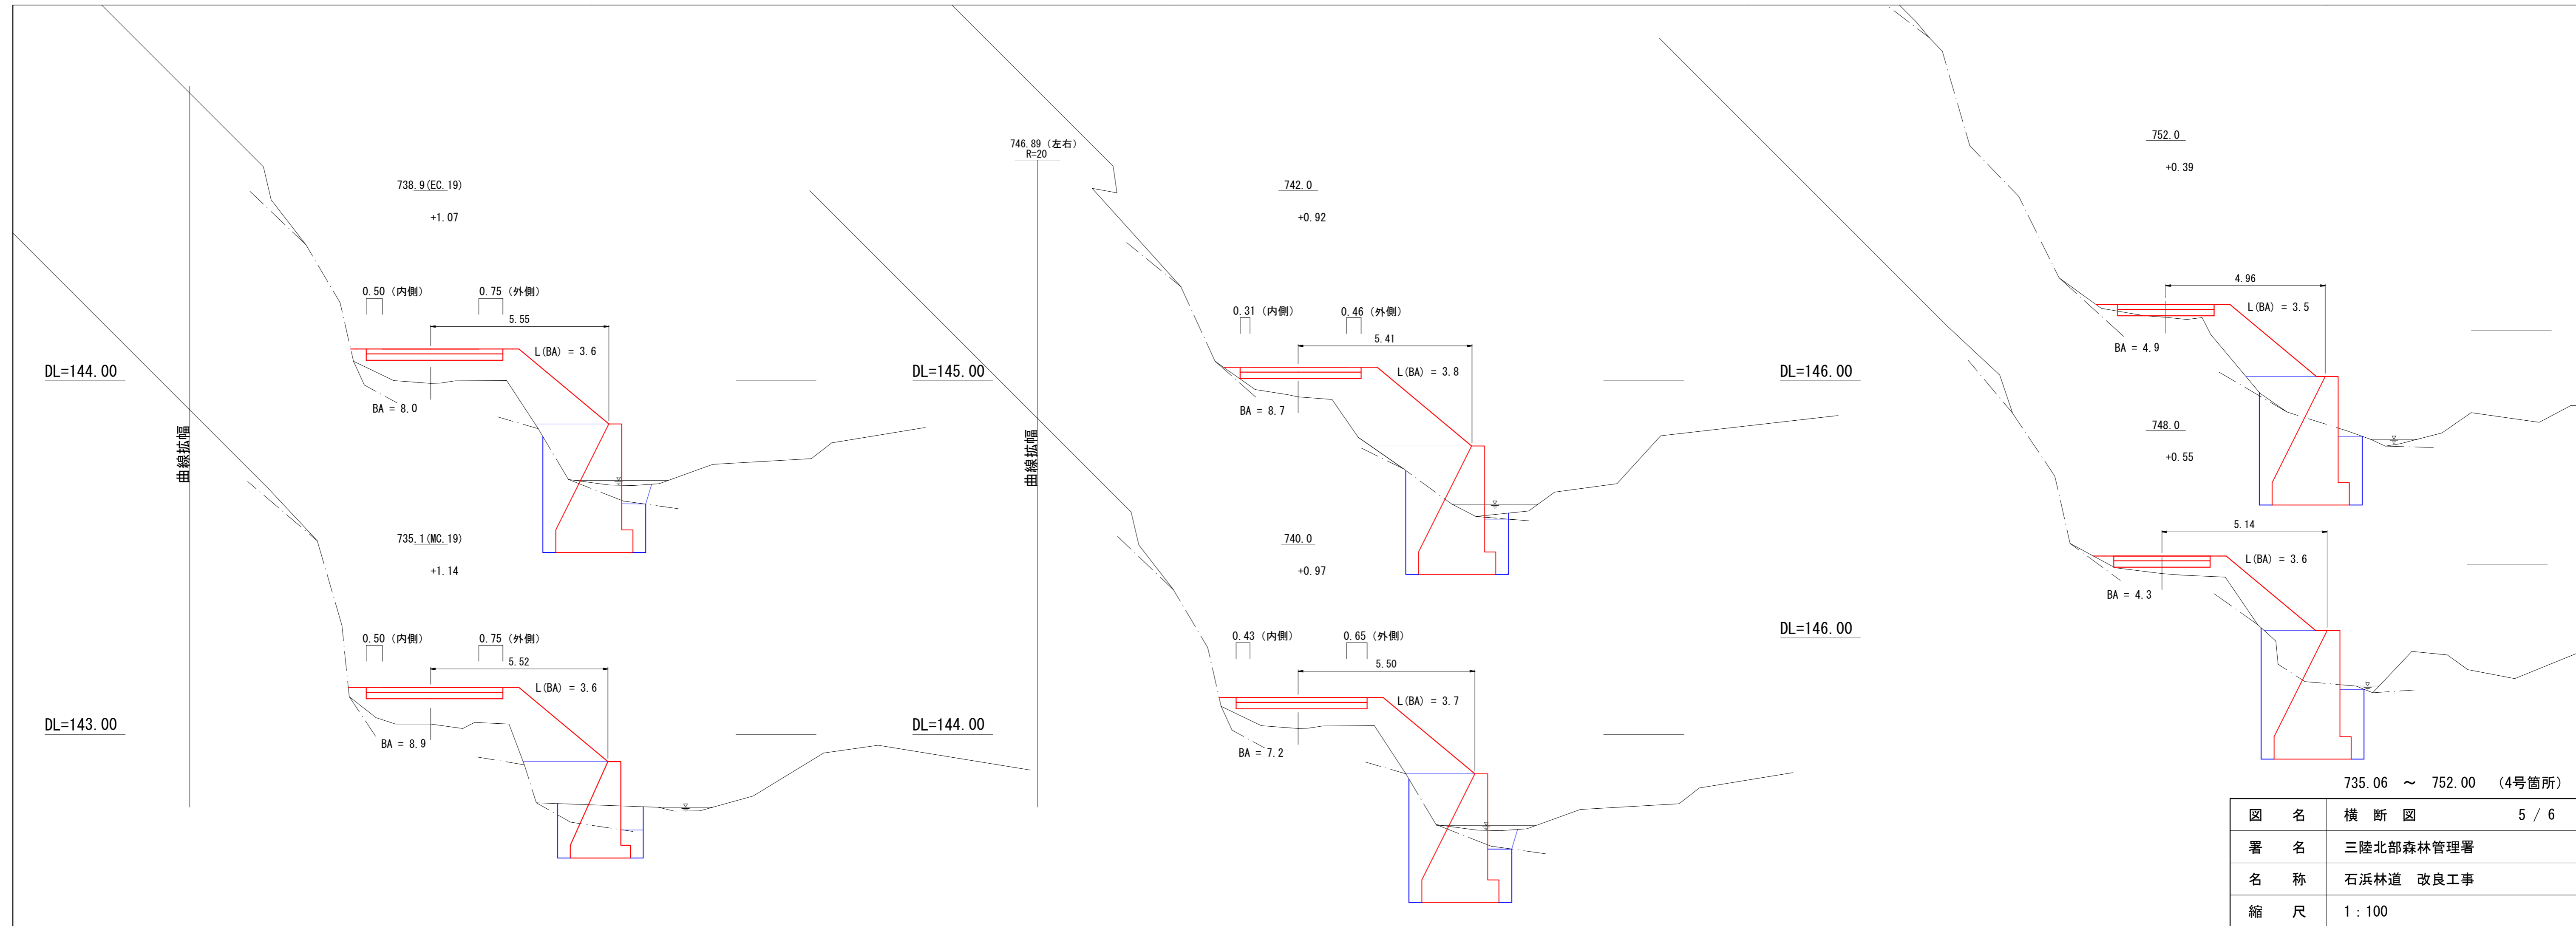 曲線拡幅
738.9(EC.19)
+1.07
0.50 (内側)
0.75 (外側)
5.55
L(BA) = 3.6
DL=144.00
BA = 8.0
735.1(MC.19)
+1.14
0.50 (内側)
0.75 (外側)
5.52
L(BA) = 3.6
DL=143.00
BA = 8.9
746.89 (左右)
R=20
曲線拡幅
742.0
+0.92
0.31 (内側)
0.46 (外側)
5.41
L(BA) = 3.8
DL=145.00
BA = 8.7
740.0
+0.97
0.43 (内側)
0.65 (外側)
5.50
L(BA) = 3.7
DL=144.00
BA = 7.2
752.0
+0.39
4.96
L(BA) = 3.5
BA = 4.9
DL=146.00
748.0
+0.55
5.14
L(BA) = 3.6
BA = 4.3
DL=146.00
735.06 ～ 752.00 (4号箇所)
図 名 横 断 図 5 / 6
署 名 三陸北部森林管理署
名 称 石浜林道 改良工事
縮 尺 1 : 100